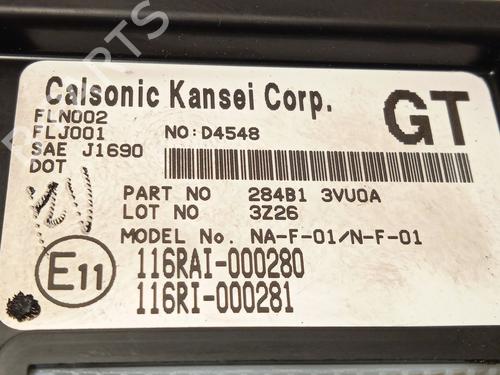 Calsonic Kansei Corp.
GT
FLN002
FLJ001 NO:D4548
SAE J1690
DOT
PART NO 284B1 3VU0A
LOT NO 3Z26
MODEL No. NA-F-01/N-F-01
E11
116RAI-000280
116RI-000281